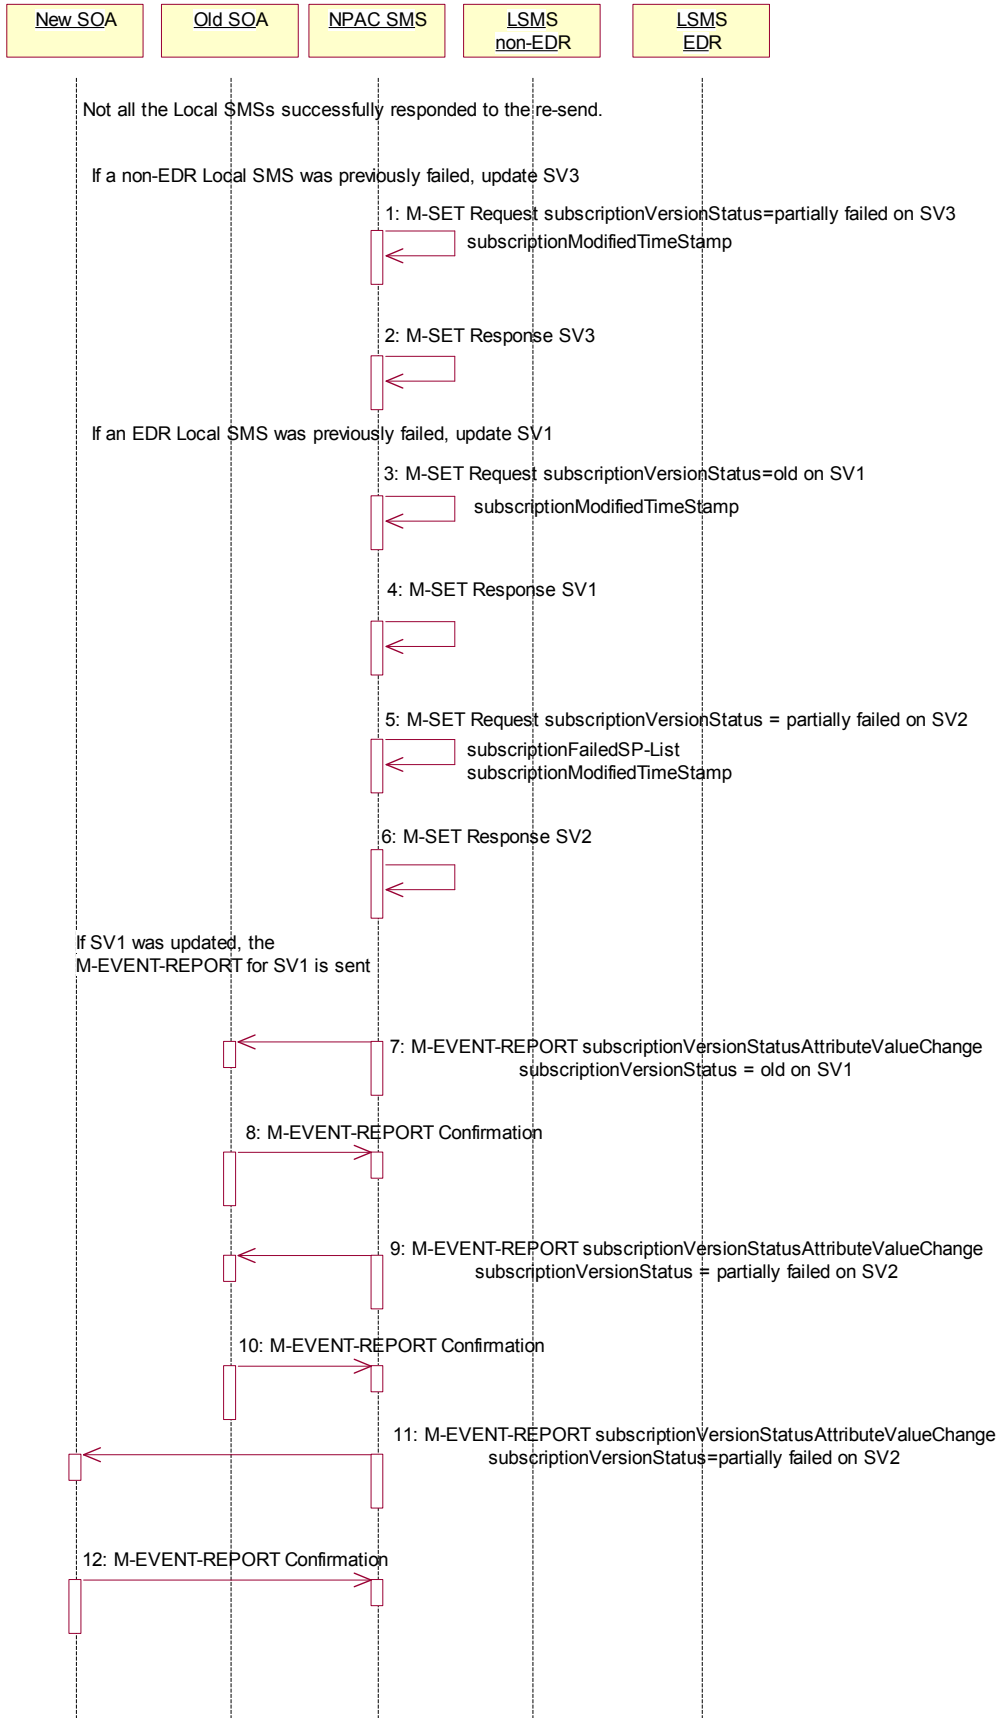 New SOA
Old SOA
NPAC SMS
LSMS
non-EDR
LSMS
EDR
Not all the Local SMSs successfully responded to the re-send.
If a non-EDR Local SMS was previously failed, update SV3
1: M-SET Request subscriptionVersionStatus=partially failed on SV3
subscriptionModifiedTimeStamp
2: M-SET Response SV3
If an EDR Local SMS was previously failed, update SV1
3: M-SET Request subscriptionVersionStatus=old on SV1
subscriptionModifiedTimeStamp
4: M-SET Response SV1
5: M-SET Request subscriptionVersionStatus = partially failed on SV2
subscriptionFailedSP-List
subscriptionModifiedTimeStamp
6: M-SET Response SV2
If SV1 was updated, the
M-EVENT-REPORT for SV1 is sent
7: M-EVENT-REPORT subscriptionVersionStatusAttributeValueChange
subscriptionVersionStatus = old on SV1
8: M-EVENT-REPORT Confirmation
9: M-EVENT-REPORT subscriptionVersionStatusAttributeValueChange
subscriptionVersionStatus = partially failed on SV2
10: M-EVENT-REPORT Confirmation
11: M-EVENT-REPORT subscriptionVersionStatusAttributeValueChange
subscriptionVersionStatus=partially failed on SV2
12: M-EVENT-REPORT Confirmation